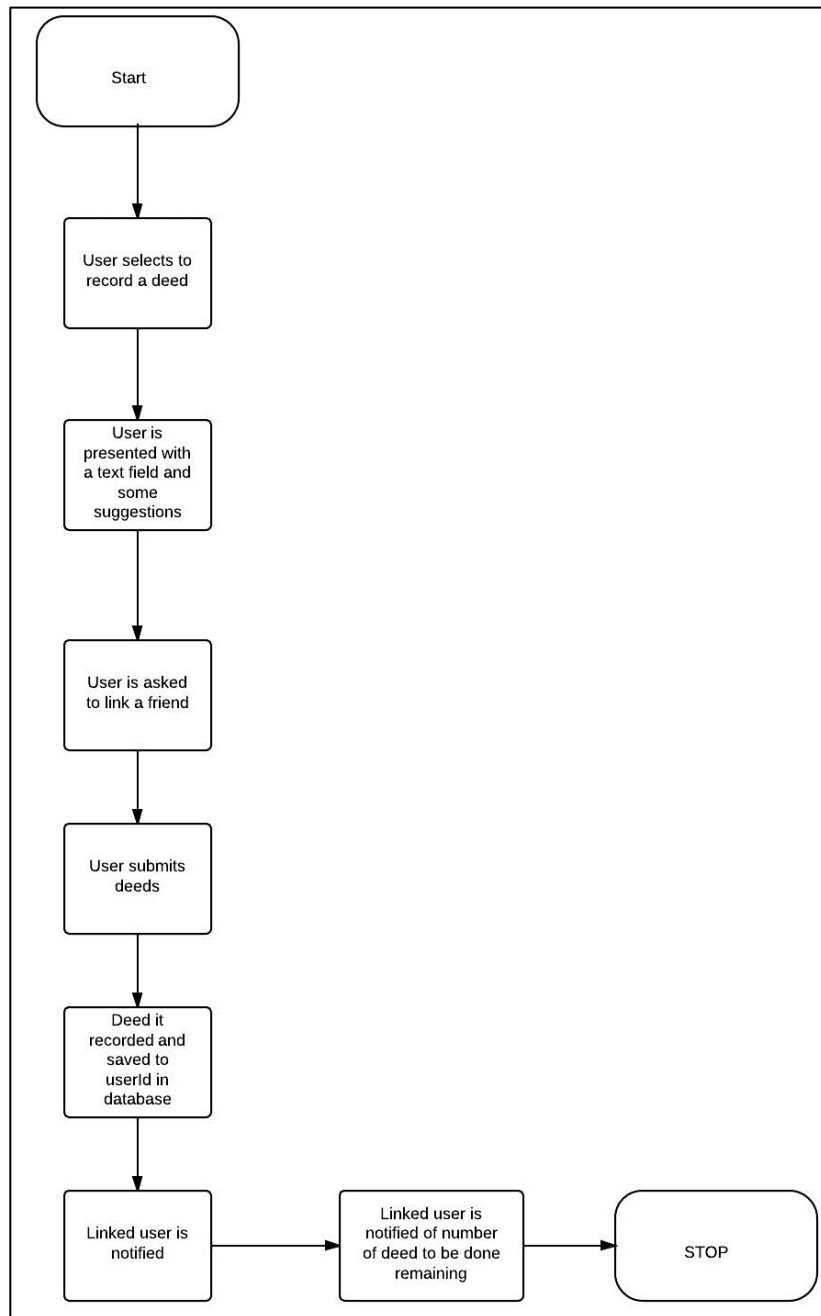 Start
User selects to
record a deed
User is
presented with
a text field and
some
suggestions
User is asked
to link a friend
User submits
deeds
Deed it
recorded and
saved to
userId in
database
Linked user is
notified
Linked user is
notified of number
of deed to be done
remaining
STOP